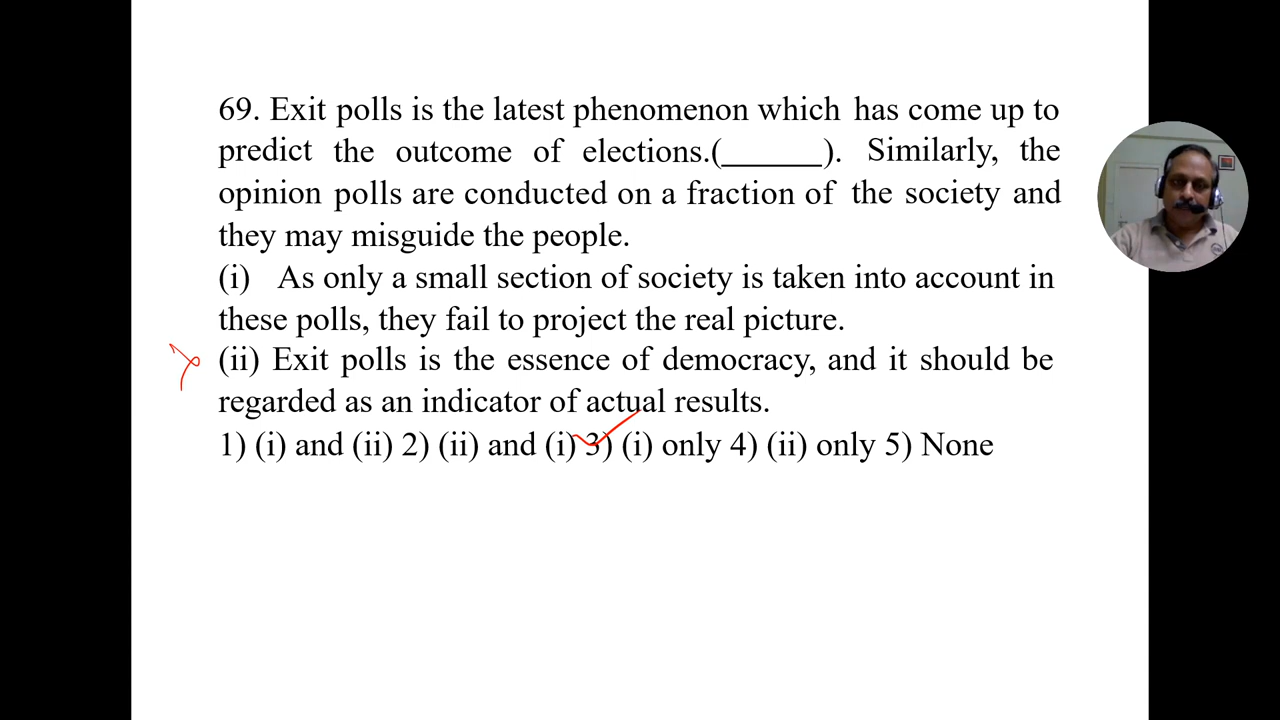 69. Exit polls is the latest phenomenon which has come up to
predict the outcome of elections.(______). Similarly, the
opinion polls are conducted on a fraction of the society and
they may misguide the people.
(i) As only a small section of society is taken into account in
these polls, they fail to project the real picture.
(ii) Exit polls is the essence of democracy, and it should be
regarded as an indicator of actual results.
1) (i) and (ii) 2) (ii) and (i) 3) (i) only 4) (ii) only 5) None